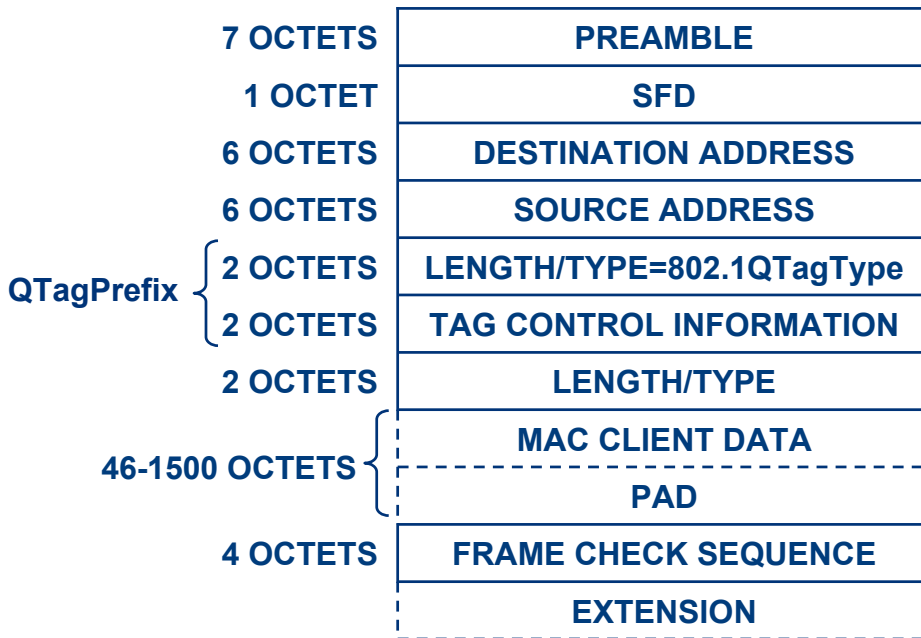 7 OCTETS PREAMBLE
1 OCTET SFD
6 OCTETS DESTINATION ADDRESS
6 OCTETS SOURCE ADDRESS
QTagPrefix
2 OCTETS LENGTH/TYPE=802.1QTagType
2 OCTETS TAG CONTROL INFORMATION
2 OCTETS LENGTH/TYPE
46-1500 OCTETS
MAC CLIENT DATA
PAD
4 OCTETS FRAME CHECK SEQUENCE
EXTENSION